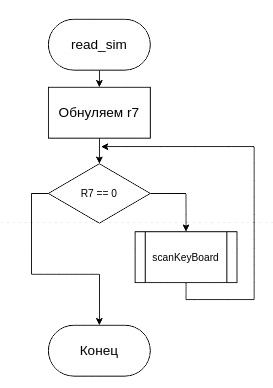 read_sim
Обнуляем r7
R7 == 0
scanKeyBoard
Конец